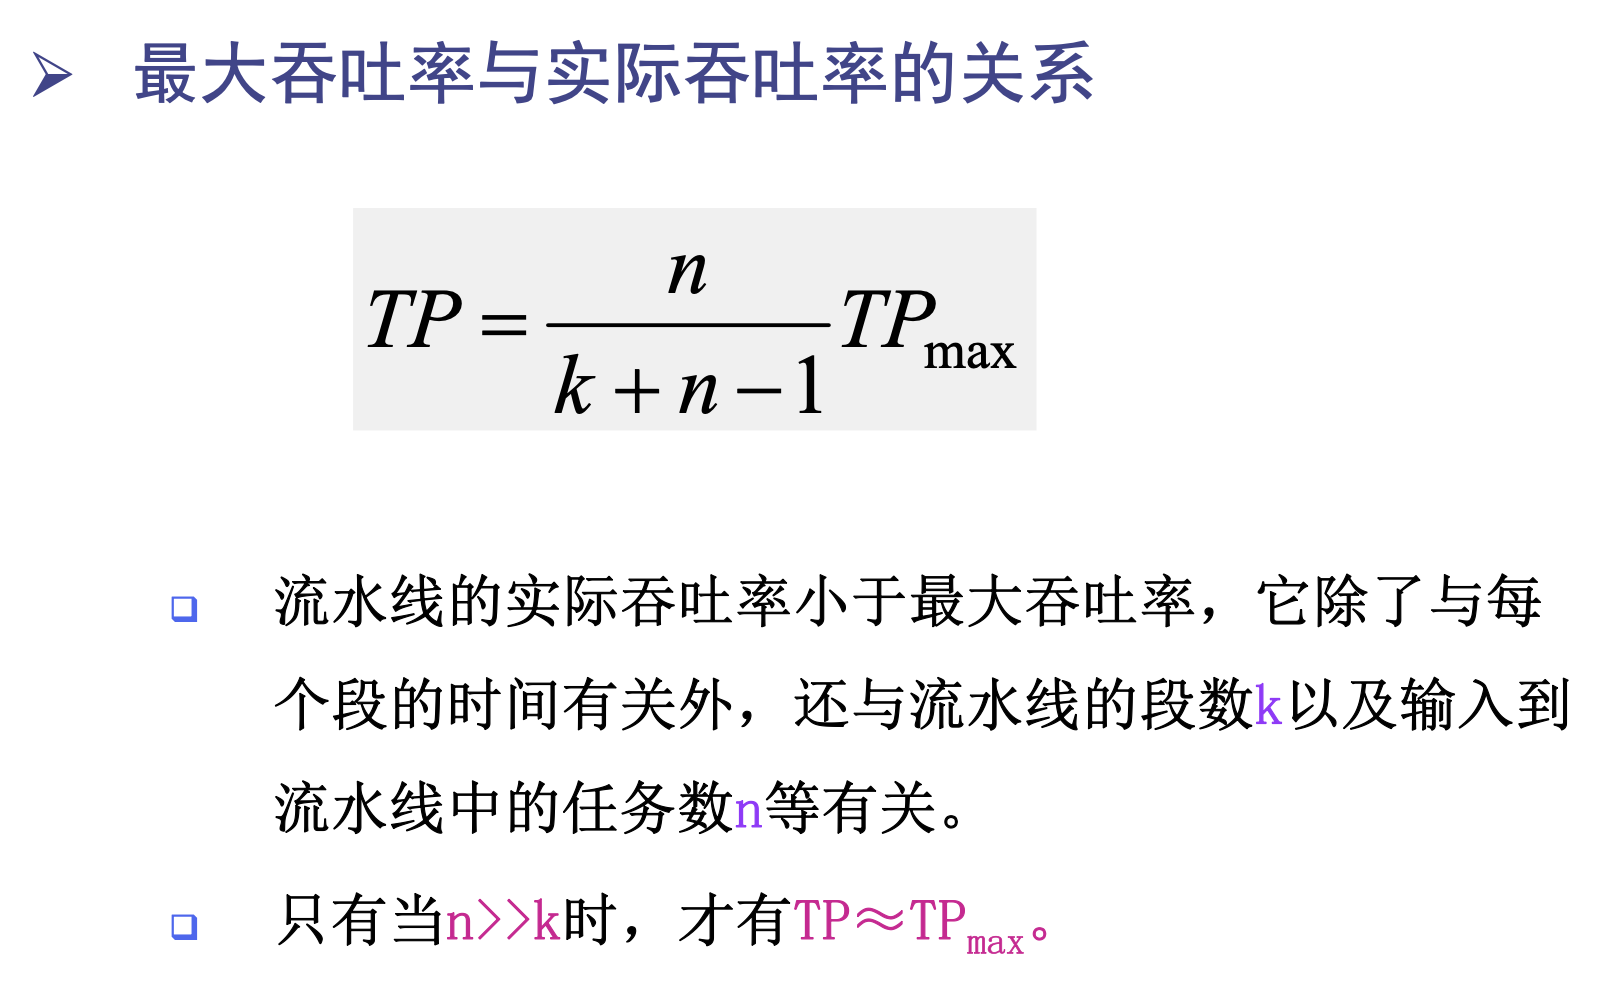 ➢ 最大吞吐率与实际吞吐率的关系
TP = \frac{n}{k+n-1} TP_{max}
❑ 流水线的实际吞吐率小于最大吞吐率，它除了与每
个段的时间有关外，还与流水线的段数k以及输入到
流水线中的任务数n等有关。
❑ 只有当n>>k时，才有TP≈TP_{max}。